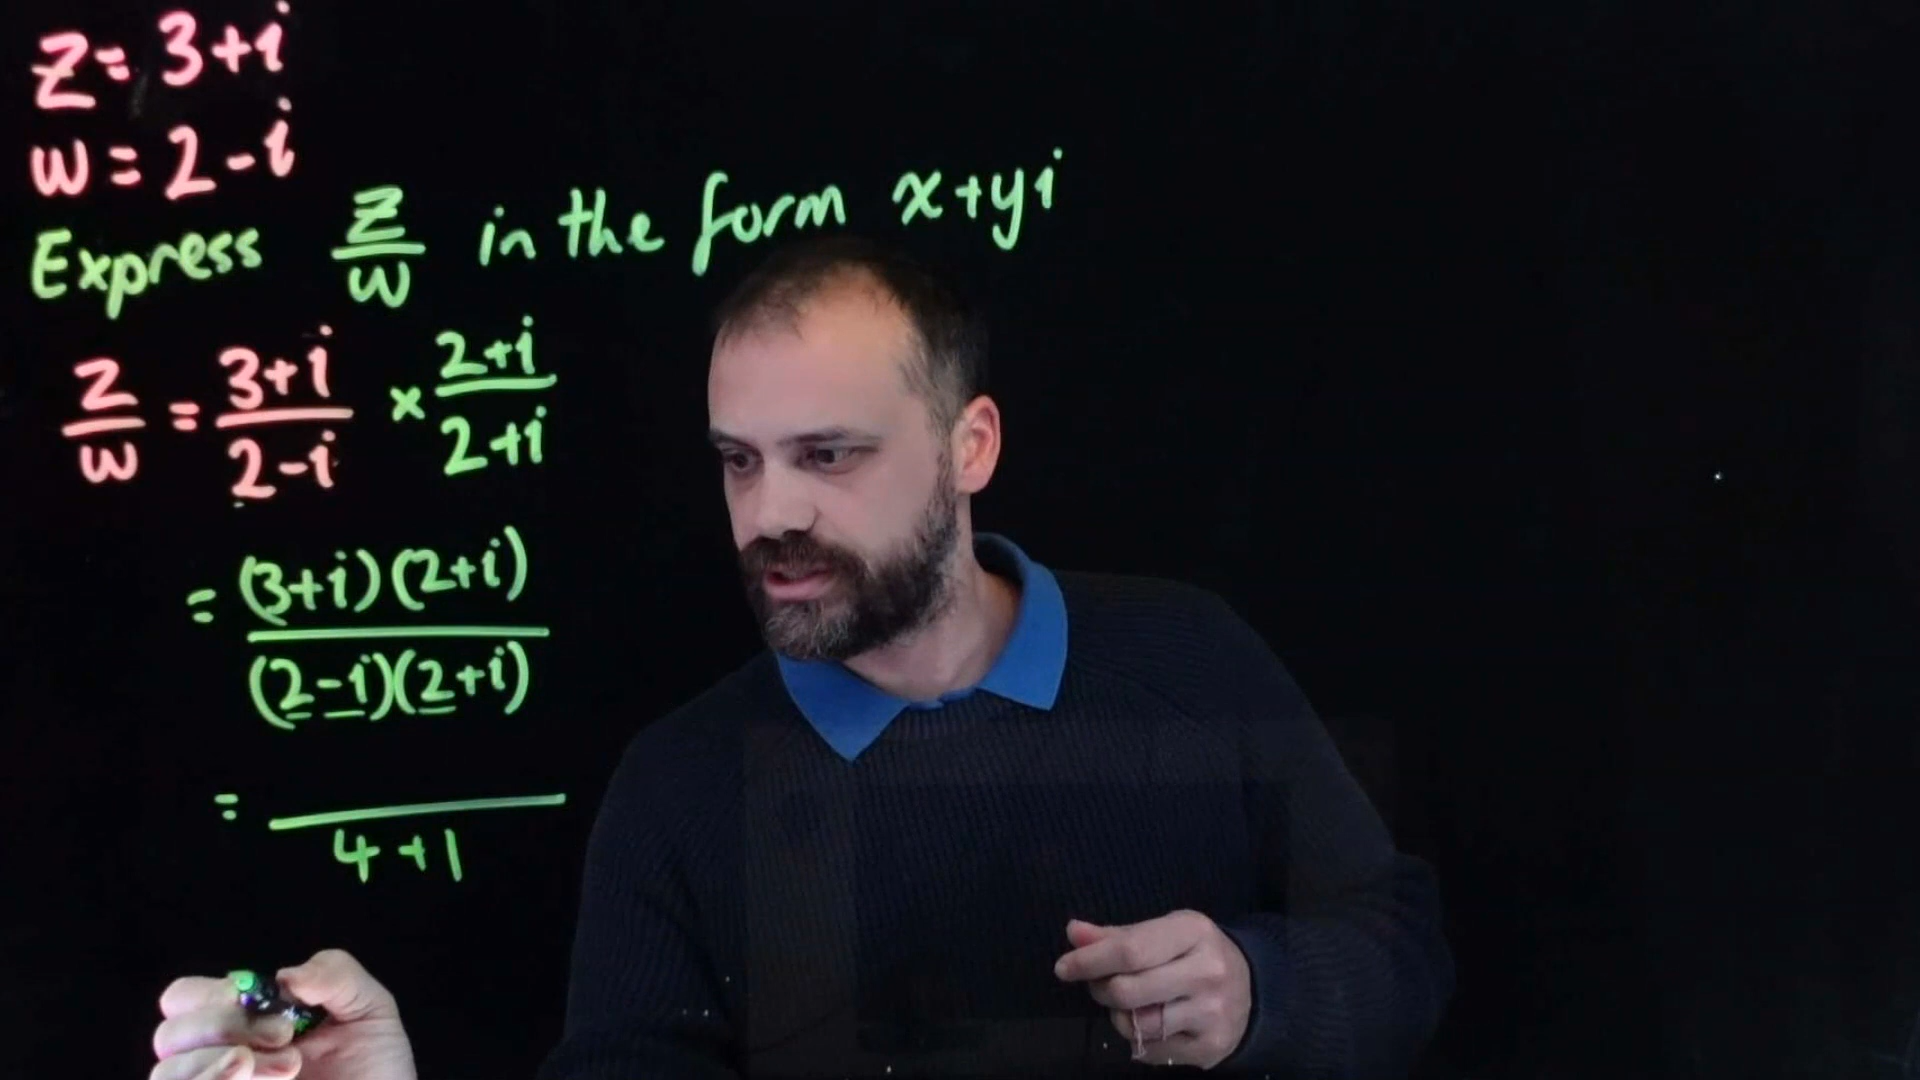 z = 3+i
w = 2-i
Express z/w in the form x+yi
z/w = (3+i)/(2-i) × (2+i)/(2+i)
= (3+i)(2+i)
(2-i)(2+i)
=
4+1